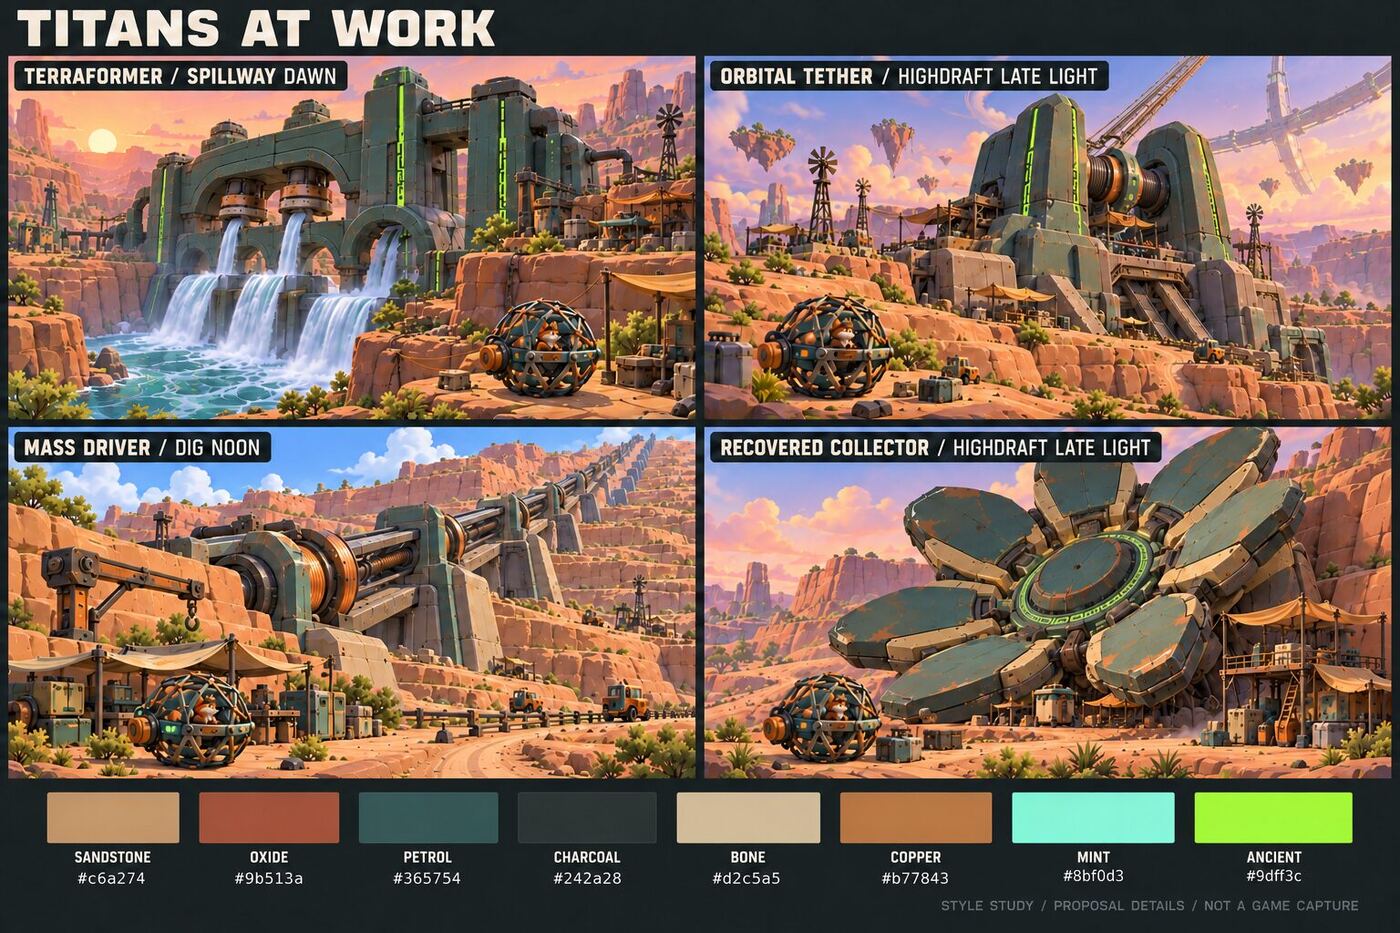 TITANS AT WORK
TERRAFORMER / SPILLWAY DAWN
ORBITAL TETHER / HIGHDRAFT LATE LIGHT
MASS DRIVER / DIG NOON
RECOVERED COLLECTOR / HIGHDRAFT LATE LIGHT
SANDSTONE
#c6a274
OXIDE
#9b513a
PETROL
#365754
CHARCOAL
#242a28
BONE
#d2c5a5
COPPER
#b77843
MINT
#8bf0d3
ANCIENT
#9dff3c
STYLE STUDY / PROPOSAL DETAILS / NOT A GAME CAPTURE